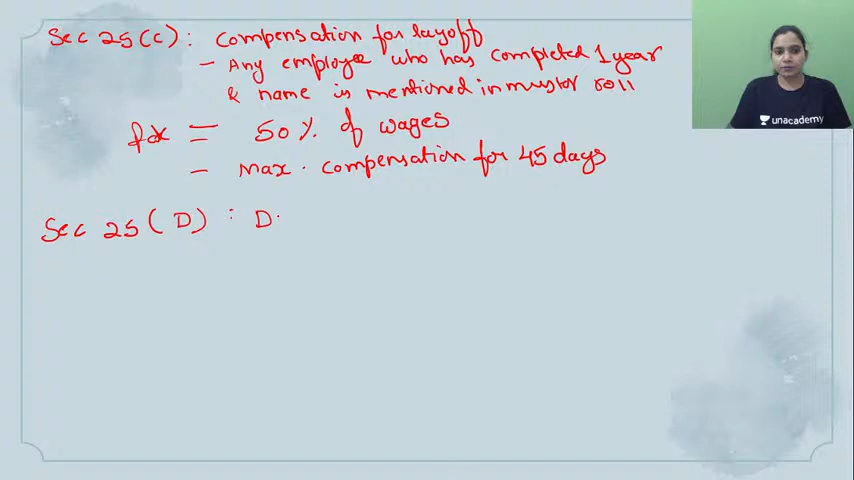 Sec 25(C): Compensation for layoff
- Any employee who has completed 1 year
& name is mentioned in muster roll
= 50% of wages
- Max. compensation for 45 days
Sec 25(D): D.
unacademy